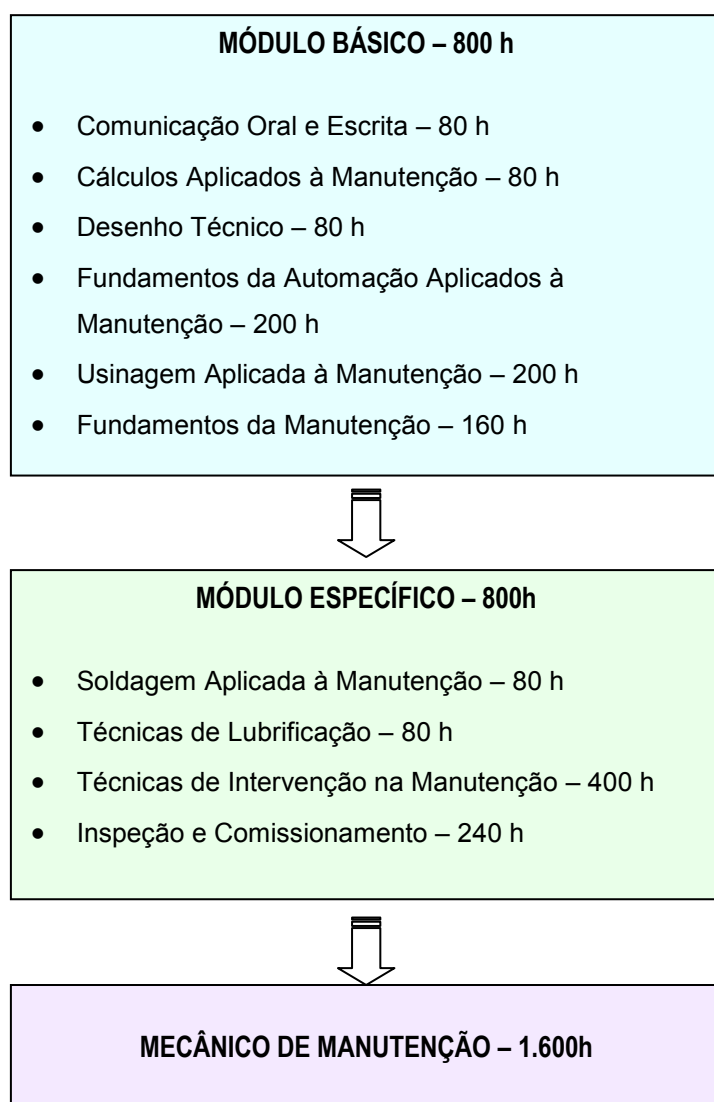 MÓDULO BÁSICO – 800 h
• Comunicação Oral e Escrita – 80 h
• Cálculos Aplicados à Manutenção – 80 h
• Desenho Técnico – 80 h
• Fundamentos da Automação Aplicados à
Manutenção – 200 h
• Usinagem Aplicada à Manutenção – 200 h
• Fundamentos da Manutenção – 160 h
MÓDULO ESPECÍFICO – 800h
• Soldagem Aplicada à Manutenção – 80 h
• Técnicas de Lubrificação – 80 h
• Técnicas de Intervenção na Manutenção – 400 h
• Inspeção e Comissionamento – 240 h
MECÂNICO DE MANUTENÇÃO – 1.600h